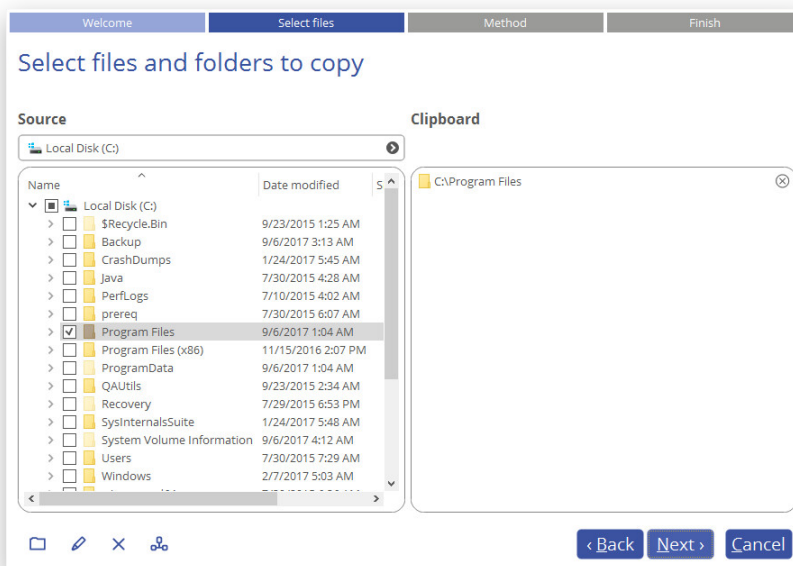 Welcome
Select files
Method
Finish
Select files and folders to copy
Source
Clipboard
Local Disk (C:)
Name
Date modified
S
C:\Program Files
Local Disk (C:)
$Recycle.Bin 9/23/2015 1:25 AM
Backup 9/6/2017 3:13 AM
CrashDumps 1/24/2017 5:45 AM
Java 7/30/2015 4:28 AM
PerfLogs 7/10/2015 4:02 AM
prereq 7/30/2015 6:07 AM
Program Files 9/6/2017 1:04 AM
Program Files (x86) 11/15/2016 2:07 PM
ProgramData 9/6/2017 1:04 AM
QAUtils 9/23/2015 2:34 AM
Recovery 7/29/2015 6:53 PM
SysInternalsSuite 1/24/2017 5:48 AM
System Volume Information 9/6/2017 4:12 AM
Users 7/30/2015 7:29 AM
Windows 2/7/2017 5:03 AM
‹ Back
Next ›
Cancel